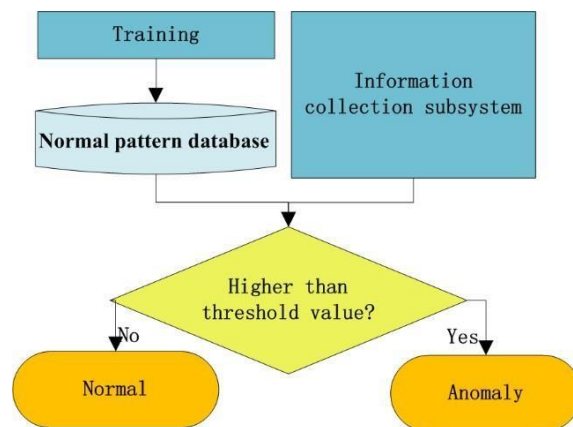 Training
Information
collection subsystem
Normal pattern database
Higher than
threshold value?
No
Yes
Normal
Anomaly